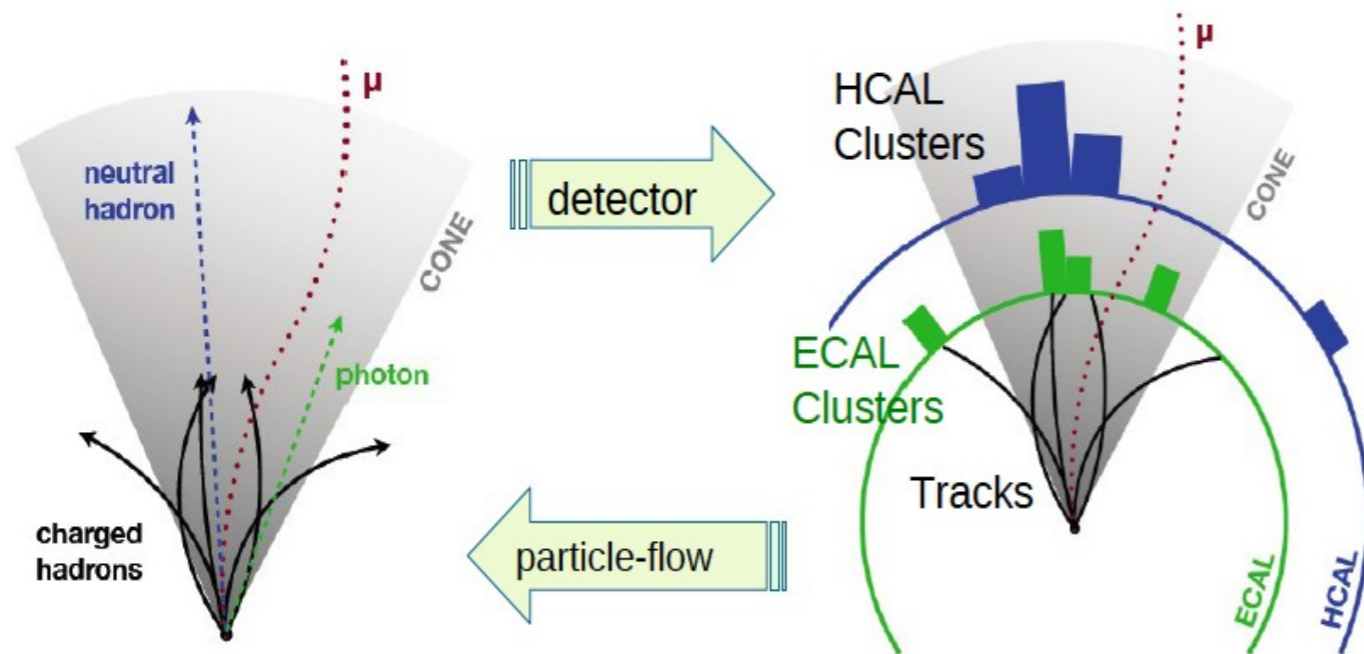 μ
neutral
hadron
CONE
photon
charged
hadrons
detector
particle-flow
μ
HCAL
Clusters
CONE
ECAL
Clusters
Tracks
ECAL
HCAL